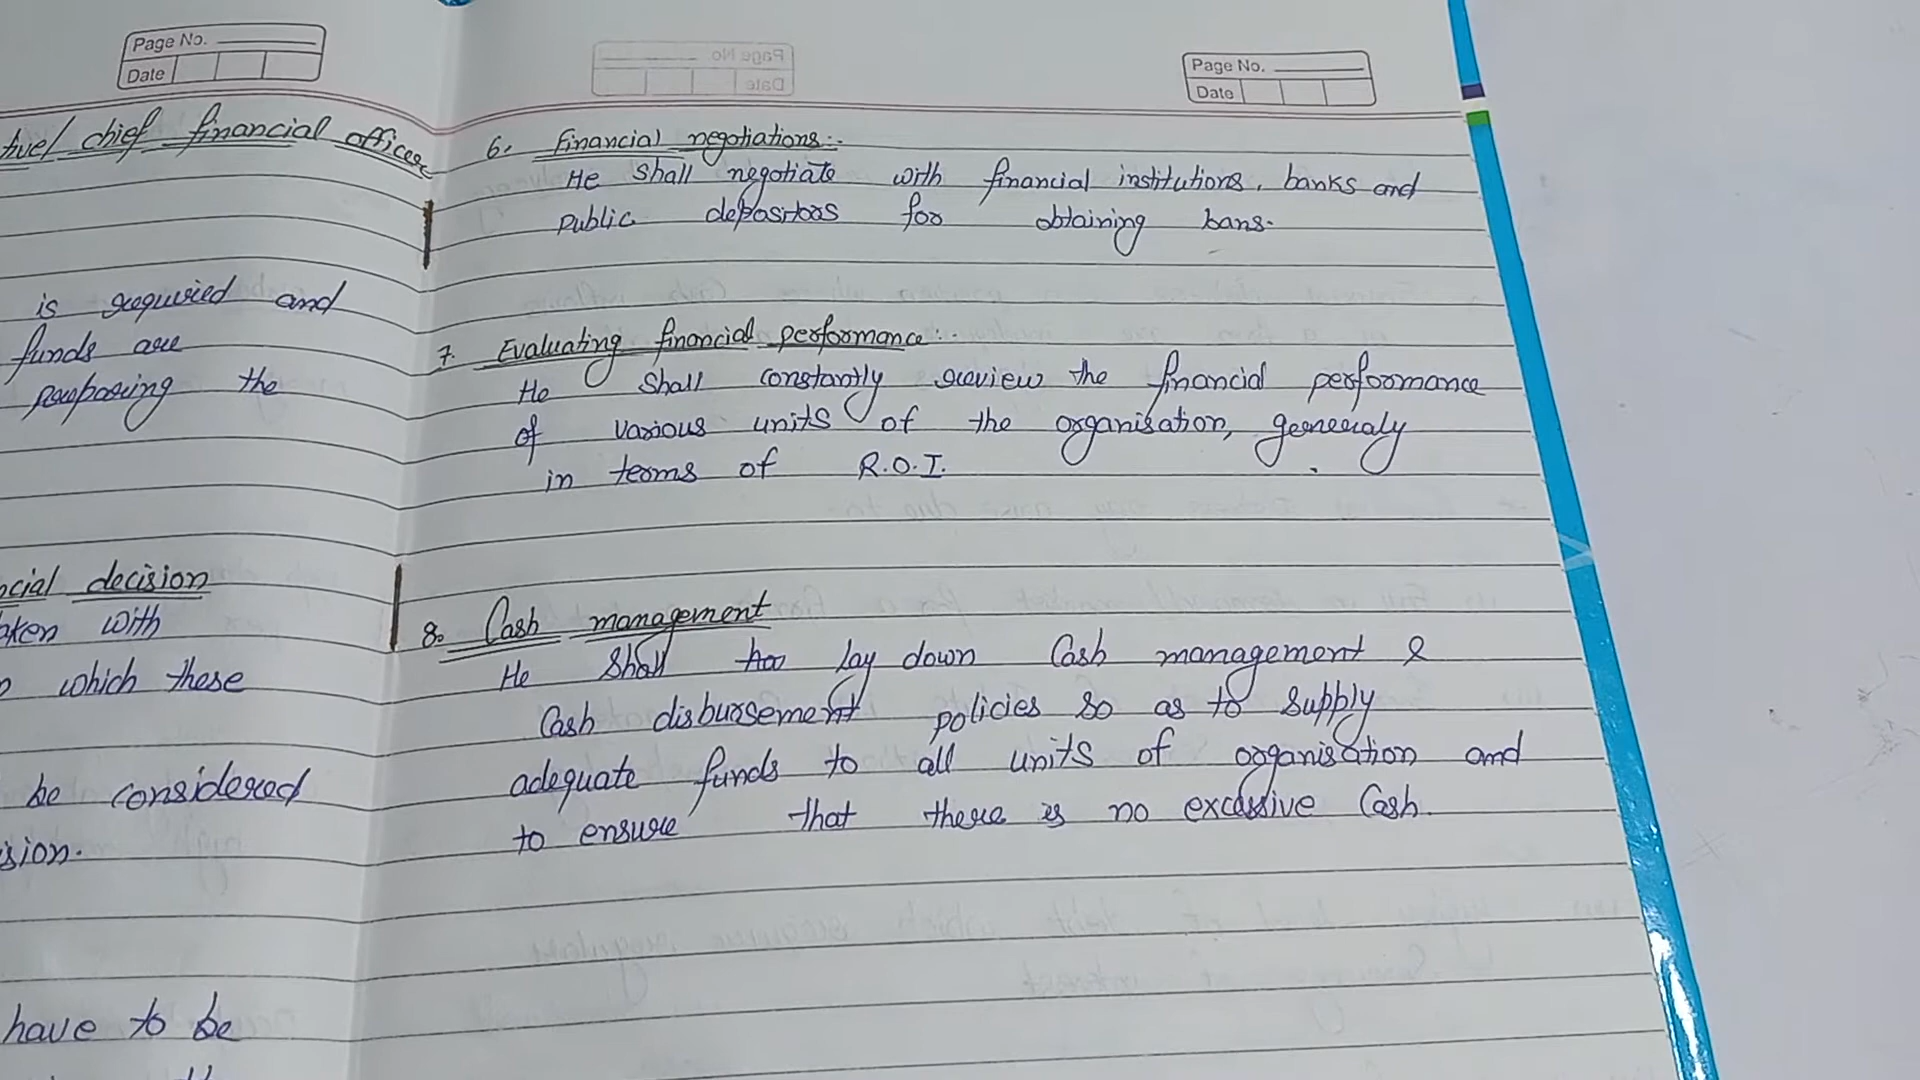 Page No.
Date
tive/ chief financial officer
is required and
funds are
purposing the
ncial decision
aken with
which these
be considered
ision.
have to be
Page No.
Date
6. Financial negotiations:-
He shall negotiate with financial institutions, banks and
public depositors for obtaining loans.
7. Evaluating financial performance:-
He shall constantly review the financial performance
of various units of the organisation, generaly
in terms of R.O.I.
8. Cash management
He shall lay down Cash management &
Cash disbursement policies so as to supply
adequate funds to all units of organisation and
to ensure that there is no excessive Cash.